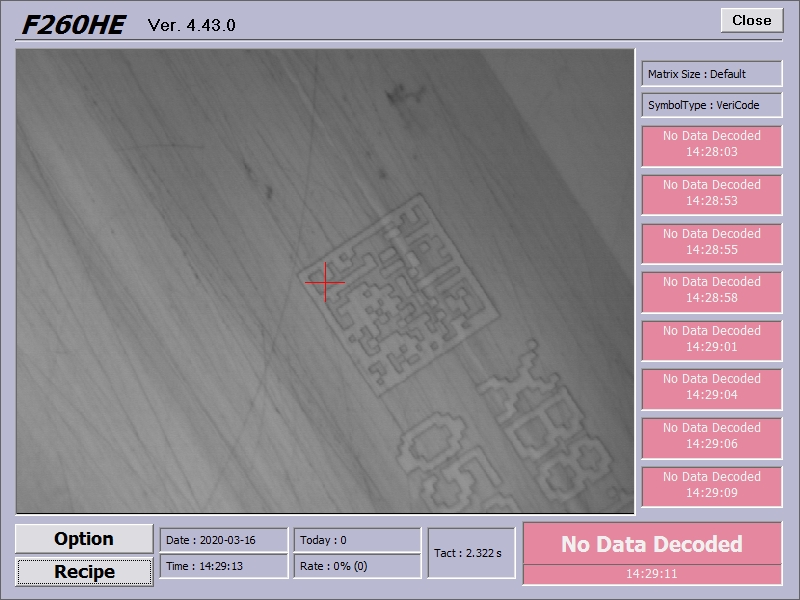 F260HE Ver. 4.43.0
Close
Matrix Size : Default
SymbolType : VeriCode
No Data Decoded
14:28:03
No Data Decoded
14:28:53
No Data Decoded
14:28:55
No Data Decoded
14:28:58
No Data Decoded
14:29:01
No Data Decoded
14:29:04
No Data Decoded
14:29:06
No Data Decoded
14:29:09
XB8
050
Option
Recipe
Date : 2020-03-16
Time : 14:29:13
Today : 0
Rate : 0% (0)
Tact : 2.322 s
No Data Decoded
14:29:11